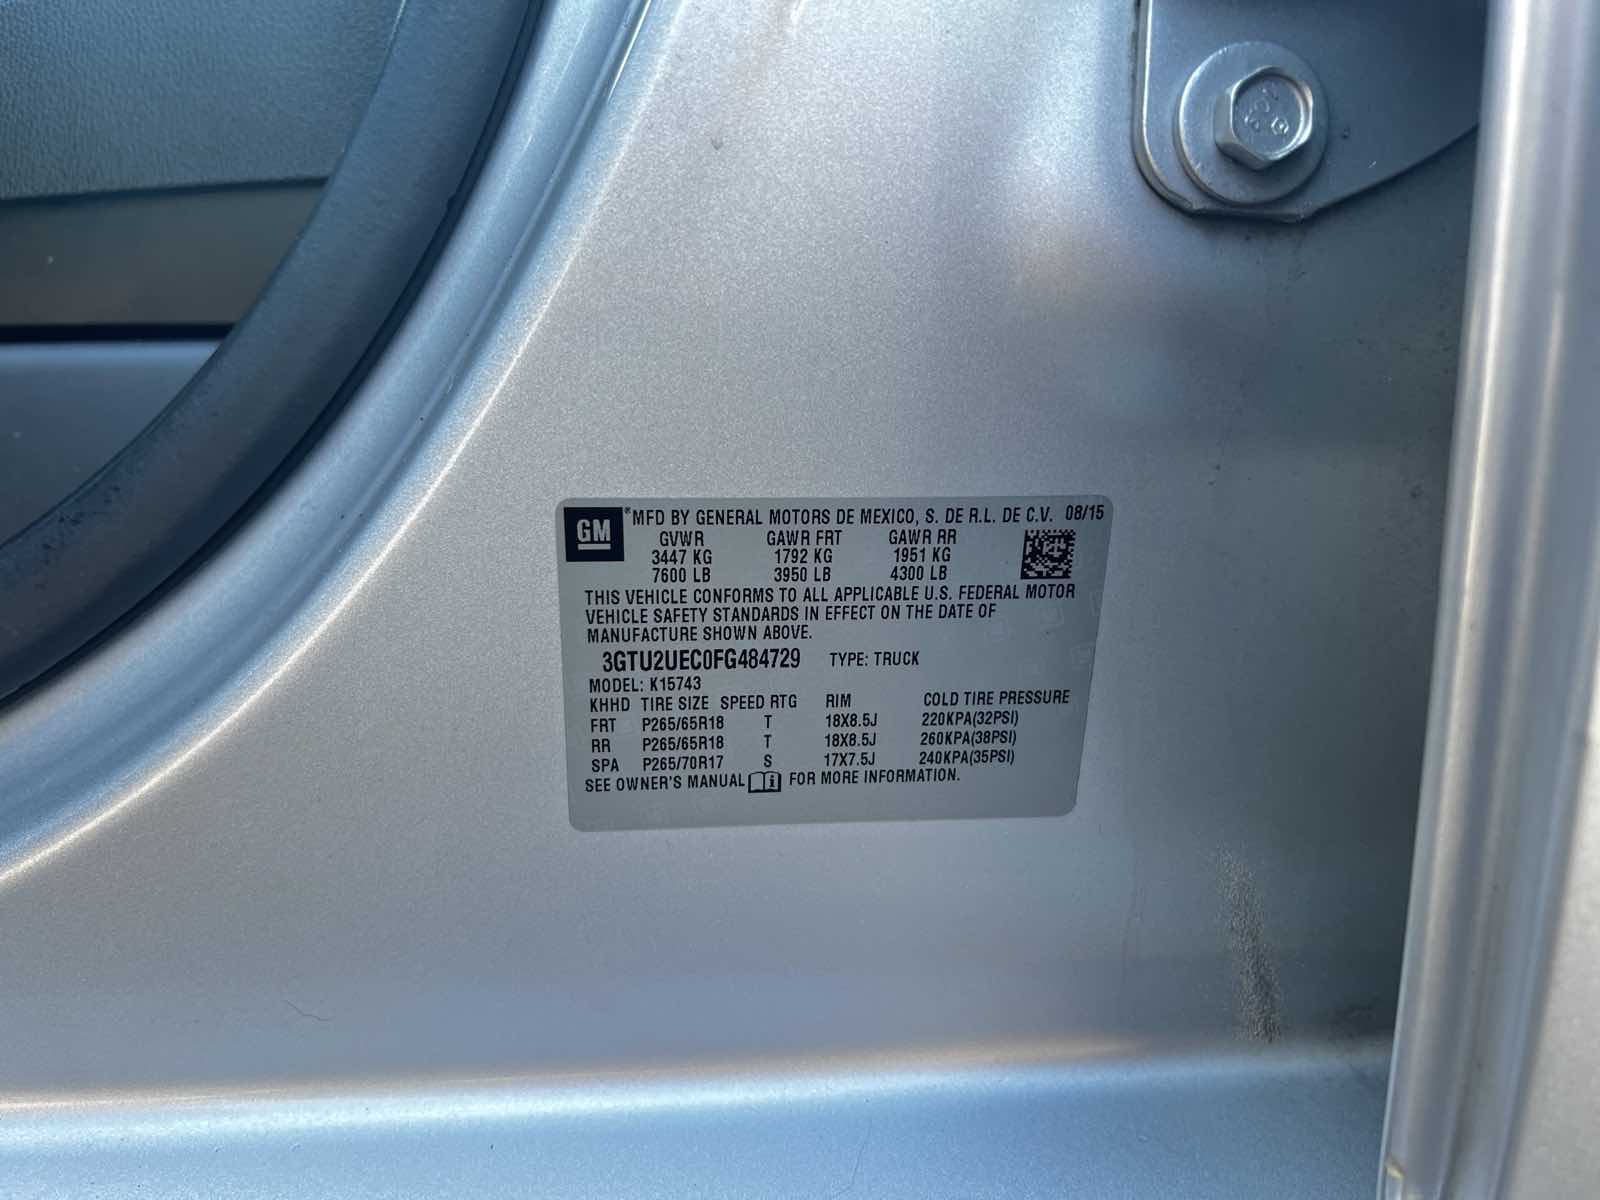 GM
*MFD BY GENERAL MOTORS DE MEXICO, S. DE R.L. DE C.V. 08/15
GVWR GAWR FRT GAWR RR
3447 KG 1792 KG 1951 KG
7600 LB 3950 LB 4300 LB
THIS VEHICLE CONFORMS TO ALL APPLICABLE U.S. FEDERAL MOTOR
VEHICLE SAFETY STANDARDS IN EFFECT ON THE DATE OF
MANUFACTURE SHOWN ABOVE.
3GTU2UEC0FG484729 TYPE: TRUCK
MODEL: K15743
KHHD TIRE SIZE SPEED RTG RIM COLD TIRE PRESSURE
FRT P265/65R18 T 18X8.5J 220KPA(32PSI)
RR P265/65R18 T 18X8.5J 260KPA(38PSI)
SPA P265/70R17 S 17X7.5J 240KPA(35PSI)
SEE OWNER'S MANUAL FOR MORE INFORMATION.